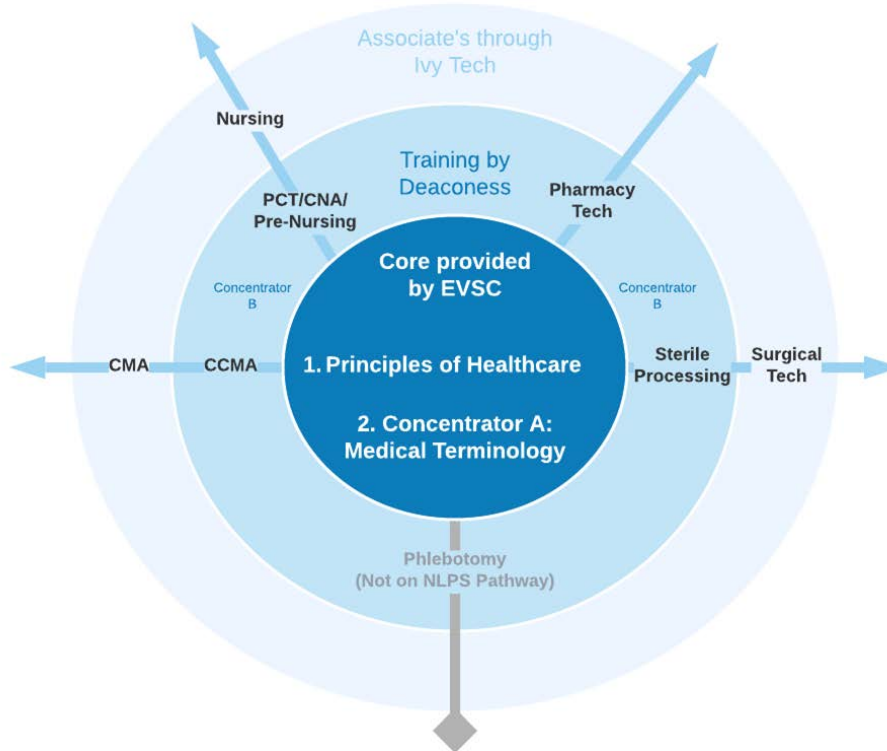 Associate's through
Ivy Tech
Nursing
Training by
Deaconess
PCT/CNA/
Pre-Nursing
Pharmacy
Tech
Core provided
by EVSC
Concentrator
B
Concentrator
B
CMA
CCMA
1. Principles of Healthcare
Sterile
Processing
Surgical
Tech
2. Concentrator A:
Medical Terminology
Phlebotomy
(Not on NLPS Pathway)